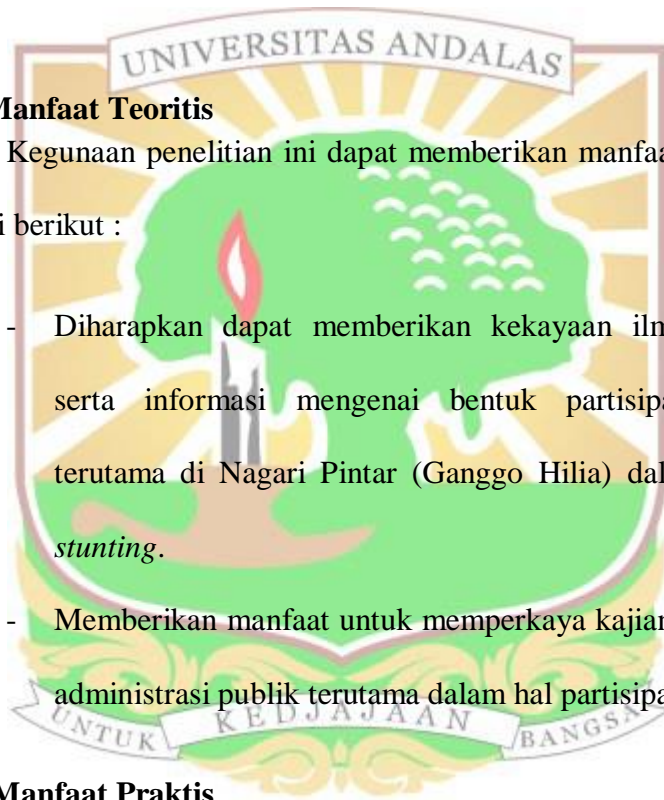 UNIVERSITAS ANDALAS
Manfaat Teoritis
Kegunaan penelitian ini dapat memberikan manfaa
i berikut :
- Diharapkan dapat memberikan kekayaan ilm
serta informasi mengenai bentuk partisipa
terutama di Nagari Pintar (Ganggo Hilia) dal
stunting.
- Memberikan manfaat untuk memperkaya kajian
administrasi publik terutama dalam hal partisipa
UNTUK KEDJAJAAN BANGSA
Manfaat Praktis